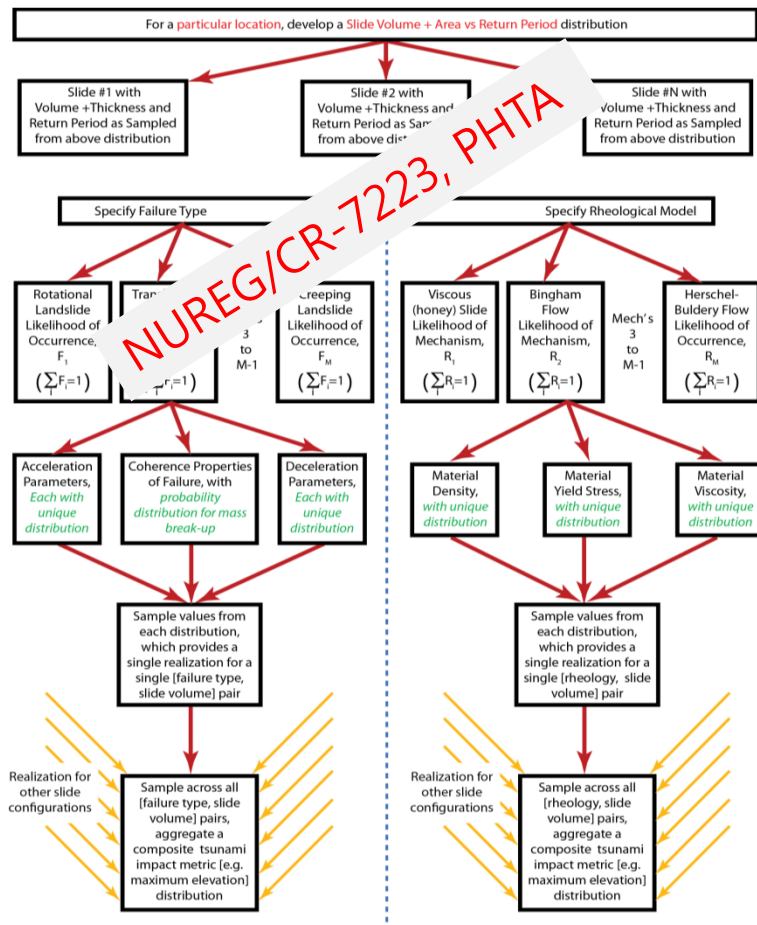 For a particular location, develop a Slide Volume + Area vs Return Period distribution
Slide #1 with
Volume +Thickness and
Return Period as Sampled
from above distribution
Slide #2 with
Volume +Thickness and
Return Period as
from above
Slide #N with
Volume +Thickness and
Return Period as Sampled
from above distribution
NUREG/CR-7223, PHTA
Specify Failure Type
Specify Rheological Model
Rotational
Landslide
Likelihood of
Occurrence,
F1
(∑i Fi=1)
(∑i Fi=1)
3
to
M-1
Creeping
Landslide
Likelihood of
Occurrence,
FM
(∑i Fi=1)
Viscous
(honey) Slide
Likelihood of
Mechanism,
R1
(∑i Ri=1)
Bingham
Flow
Likelihood of
Mechanism,
R2
(∑i Ri=1)
Mech's
3
to
M-1
Herschel-
Buldery Flow
Likelihood of
Occurrence,
RM
(∑i Ri=1)
Acceleration
Parameters,
Each with
unique
distribution
Coherence Properties
of Failure, with
probability
distribution for mass
break-up
Deceleration
Parameters,
Each with
unique
distribution
Material
Density,
with unique
distribution
Material
Yield Stress,
with unique
distribution
Material
Viscosity,
with unique
distribution
Sample values from
each distribution,
which provides a
single realization for a
single [failure type,
slide volume] pair
Sample values from
each distribution,
which provides a
single realization for a
single [rheology, slide
volume] pair
Realization for
other slide
configurations
Sample across all
[failure type, slide
volume] pairs,
aggregate a
composite tsunami
impact metric [e.g.
maximum elevation]
distribution
Realization for
other slide
configurations
Sample across all
[rheology, slide
volume] pairs,
aggregate a
composite tsunami
impact metric [e.g.
maximum elevation]
distribution